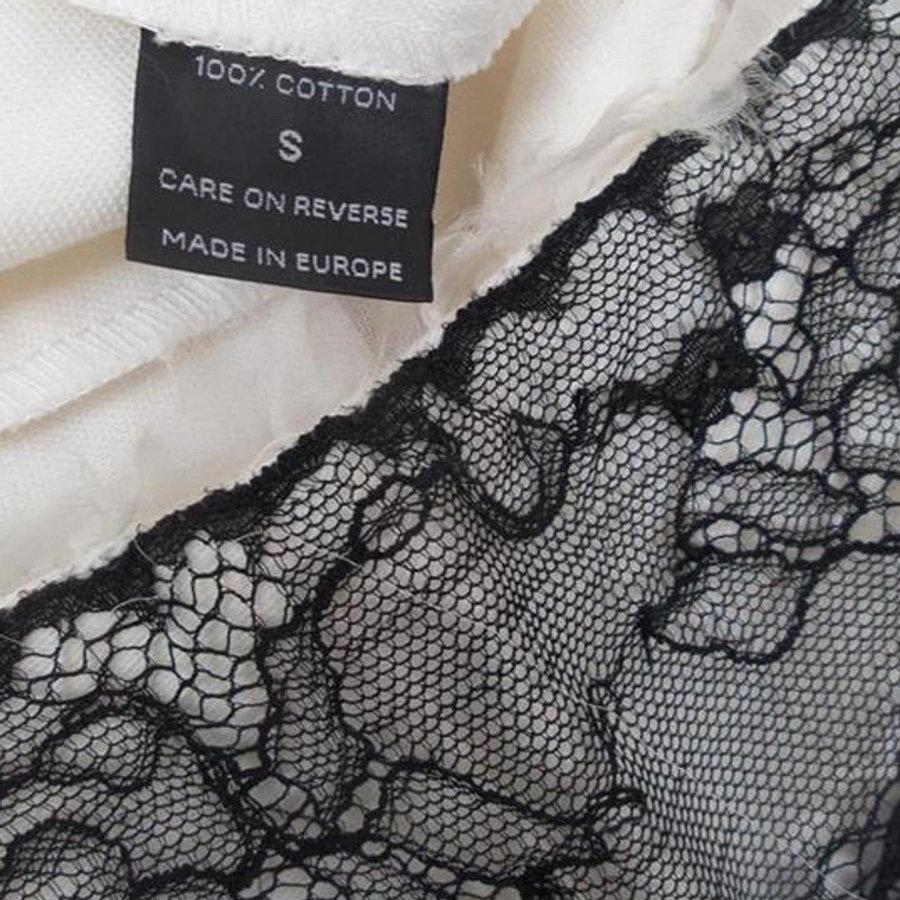 100% COTTON
S
CARE ON REVERSE
MADE IN EUROPE